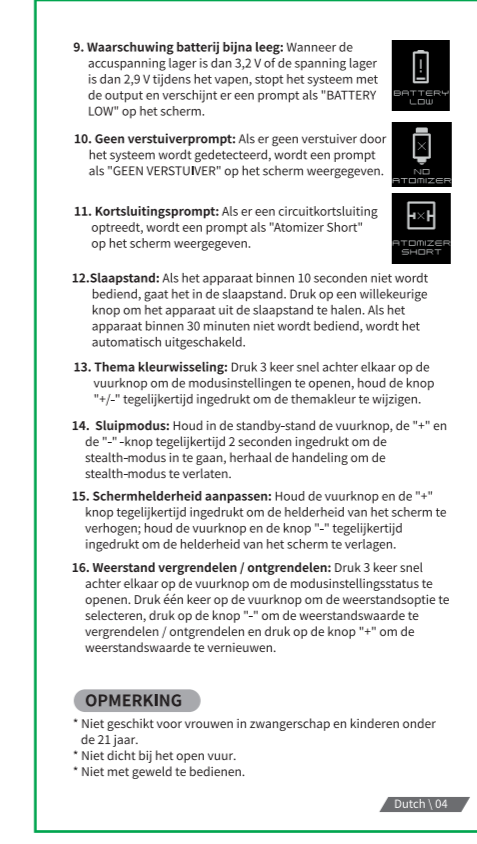 9. Waarschuwing batterij bijna leeg: Wanneer de
accuspanning lager is dan 3,2 V of de spanning lager
is dan 2,9 V tijdens het vapen, stopt het systeem met
de output en verschijnt er een prompt als "BATTERY
LOW" op het scherm.
BATTERY
LOW
10. Geen verstuiverprompt: Als er geen verstuiver door
het systeem wordt gedetecteerd, wordt een prompt
als "GEEN VERSTUIVER" op het scherm weergegeven.
NO
ATOMIZER
11. Kortsluitingsprompt: Als er een circuitkortsluiting
optreedt, wordt een prompt als "Atomizer Short"
op het scherm weergegeven.
ATOMIZER
SHORT
12.Slaapstand: Als het apparaat binnen 10 seconden niet wordt
bediend, gaat het in de slaapstand. Druk op een willekeurige
knop om het apparaat uit de slaapstand te halen. Als het
apparaat binnen 30 minuten niet wordt bediend, wordt het
automatisch uitgeschakeld.
13. Thema kleurwisseling: Druk 3 keer snel achter elkaar op de
vuurknop om de modusinstellingen te openen, houd de knop
"+/-" tegelijkertijd ingedrukt om de themakleur te wijzigen.
14. Sluipmodus: Houd in de standby-stand de vuurknop, de "+" en
de "-" -knop tegelijkertijd 2 seconden ingedrukt om de
stealth-modus in te gaan, herhaal de handeling om de
stealth-modus te verlaten.
15. Schermhelderheid aanpassen: Houd de vuurknop en de "+"
knop tegelijkertijd ingedrukt om de helderheid van het scherm te
verhogen; houd de vuurknop en de knop "-" tegelijkertijd
ingedrukt om de helderheid van het scherm te verlagen.
16. Weerstand vergrendelen / ontgrendelen: Druk 3 keer snel
achter elkaar op de vuurknop om de modusinstellingsstatus te
openen. Druk één keer op de vuurknop om de weerstandsoptie te
selecteren, druk op de knop "-" om de weerstandswaarde te
vergrendelen / ontgrendelen en druk op de knop "+" om de
weerstandswaarde te vernieuwen.
OPMERKING
* Niet geschikt voor vrouwen in zwangerschap en kinderen onder
de 21 jaar.
* Niet dicht bij het open vuur.
* Niet met geweld te bedienen.
Dutch \ 04